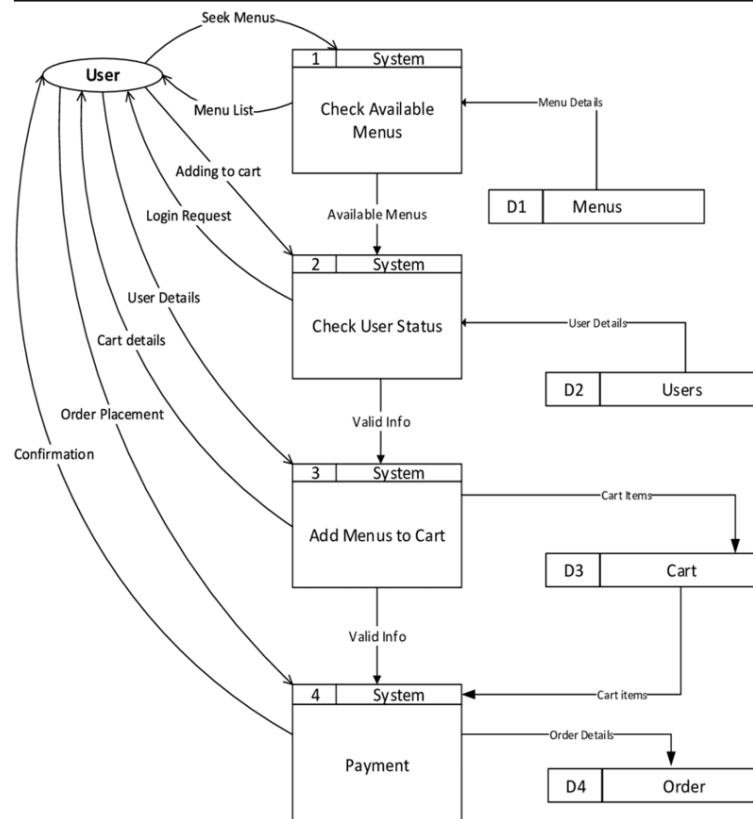 Seek Menus
User
1 System
Check Available
Menus
Menu List
Menu Details
D1 Menus
Adding to cart
Available Menus
Login Request
2 System
Check User Status
User Details
User Details
D2 Users
Cart details
Order Placement
Valid Info
Confirmation
3 System
Add Menus to Cart
Cart Items
D3 Cart
Valid Info
4 System
Payment
Cart items
Order Details
D4 Order